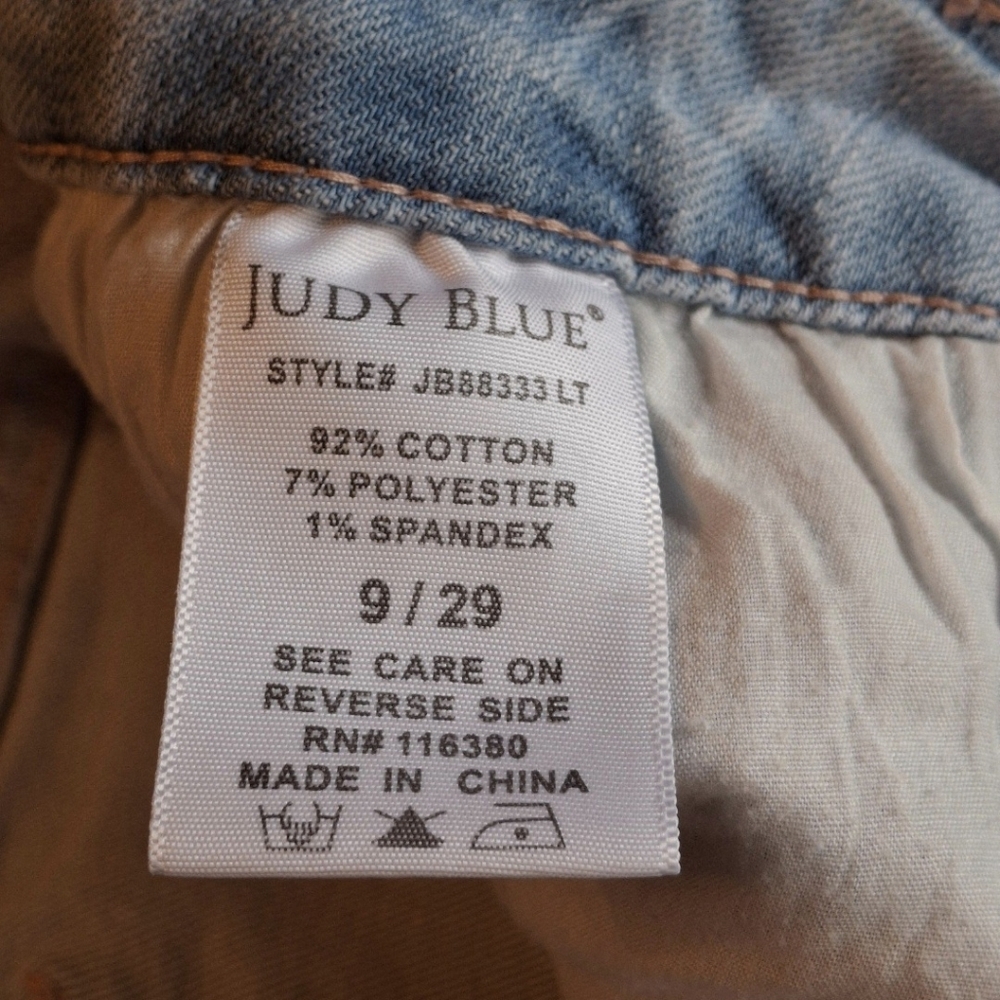 JUDY BLUE®
STYLE# JB88333 LT
92% COTTON
7% POLYESTER
1% SPANDEX
9 / 29
SEE CARE ON
REVERSE SIDE
RN# 116380
MADE IN CHINA